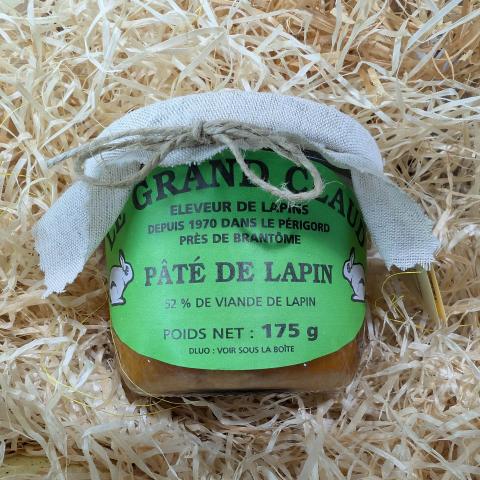 LE GRAND CLAUD
ELEVEUR DE LAPINS
DEPUIS 1970 DANS LE PÉRIGORD
PRÈS DE BRANTÔME
PÂTÉ DE LAPIN
52 % DE VIANDE DE LAPIN
POIDS NET : 175 g
DLUO : VOIR SOUS LA BOÎTE